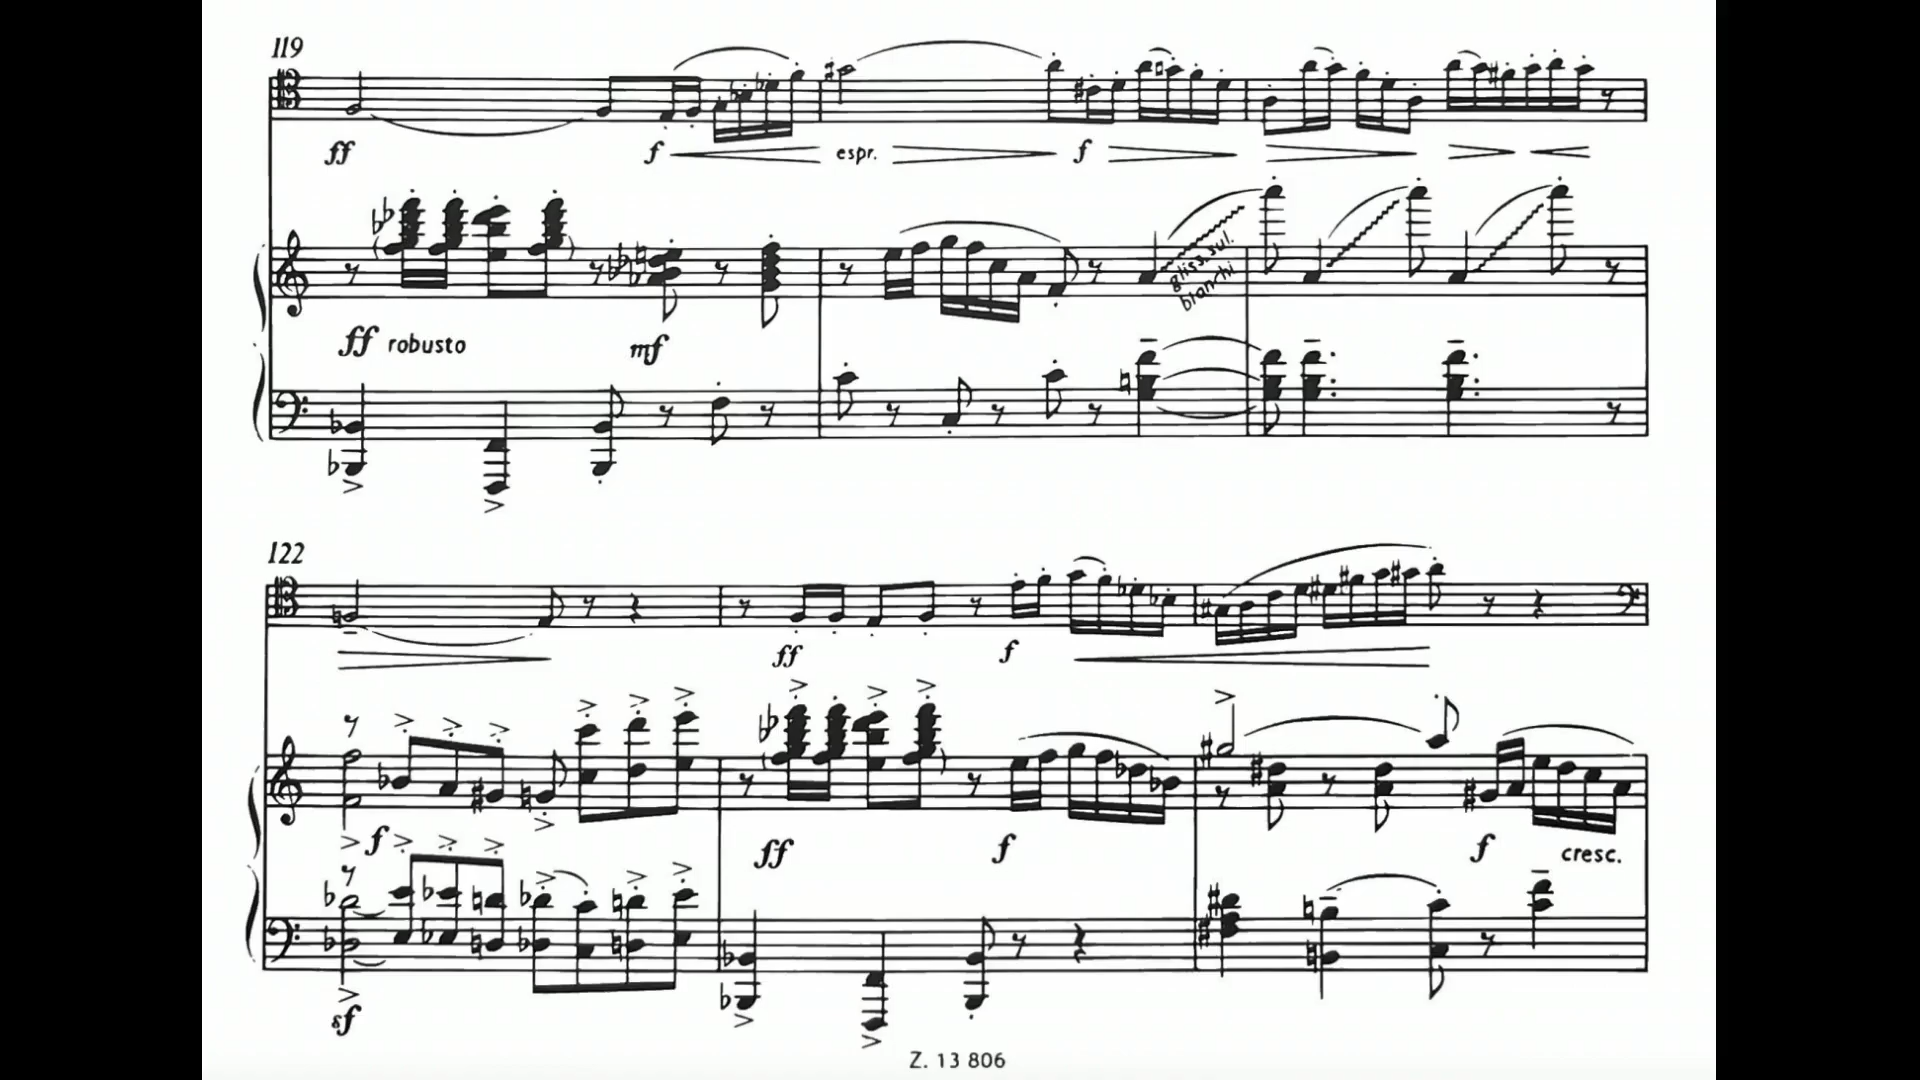 119
ff
f
espr.
f
gliss. sul.
bianchi
ff robusto
mf
122
ff
f
f
ff
f
f
cresc.
sf
Z. 13 806